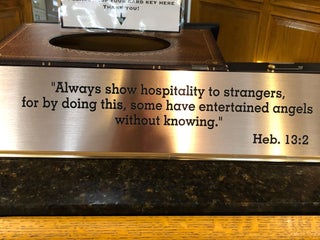 CARD KEY HERE
THANK YOU!
"Always show hospitality to strangers,
for by doing this, some have entertained angels
without knowing."
Heb. 13:2